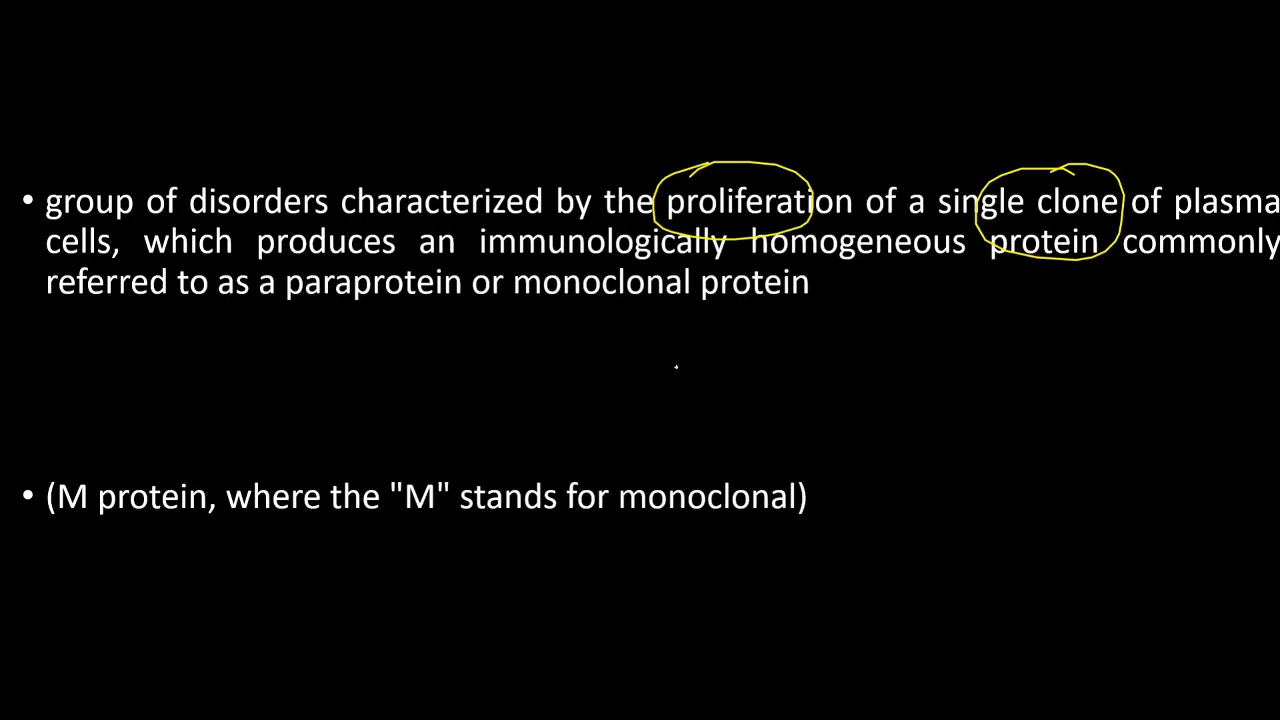 • group of disorders characterized by the proliferation of a single clone of plasma
cells, which produces an immunologically homogeneous protein commonly
referred to as a paraprotein or monoclonal protein
• (M protein, where the "M" stands for monoclonal)